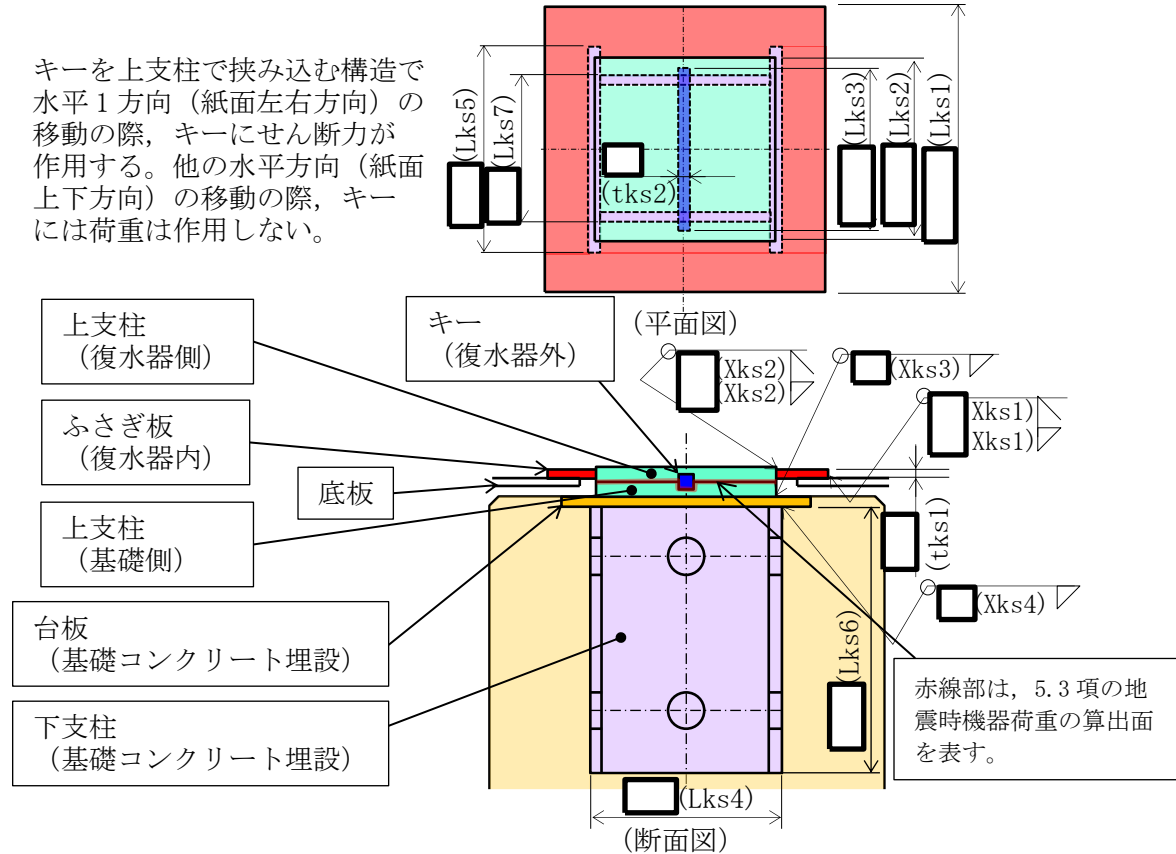 キーを上支柱で挟み込む構造で
水平1方向（紙面左右方向）の
移動の際，キーにせん断力が
作用する。他の水平方向（紙面
上下方向）の移動の際，キー
には荷重は作用しない。
(Lks5)
(Lks7)
(tks2)
(Lks3)
(Lks2)
(Lks1)
(平面図)
上支柱
（復水器側）
キー
（復水器外）
(Xks2)
(Xks2)
(Xks3)
Xks1)
Xks1)
ふさぎ板
（復水器内）
底板
上支柱
（基礎側）
(tks1)
(Xks4)
台板
（基礎コンクリート埋設）
(Lks6)
下支柱
（基礎コンクリート埋設）
赤線部は，5.3項の地
震時機器荷重の算出面
を表す。
(Lks4)
(断面図)